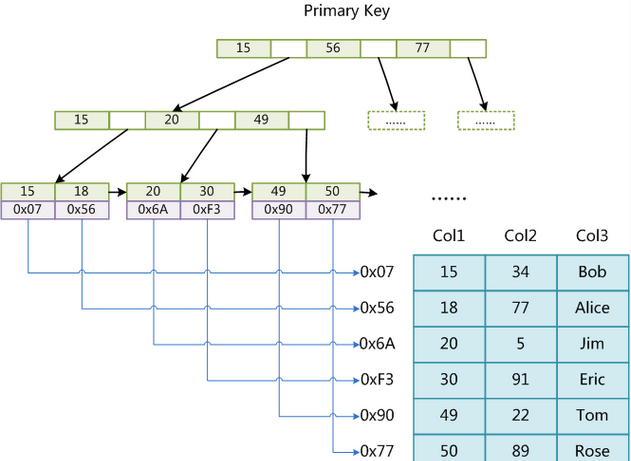 Primary Key
15 56 77
15 20 49
...... ......
15 18 20 30 49 50
0x07 0x56 0x6A 0xF3 0x90 0x77
......
Col1 Col2 Col3
0x07 15 34 Bob
0x56 18 77 Alice
0x6A 20 5 Jim
0xF3 30 91 Eric
0x90 49 22 Tom
0x77 50 89 Rose